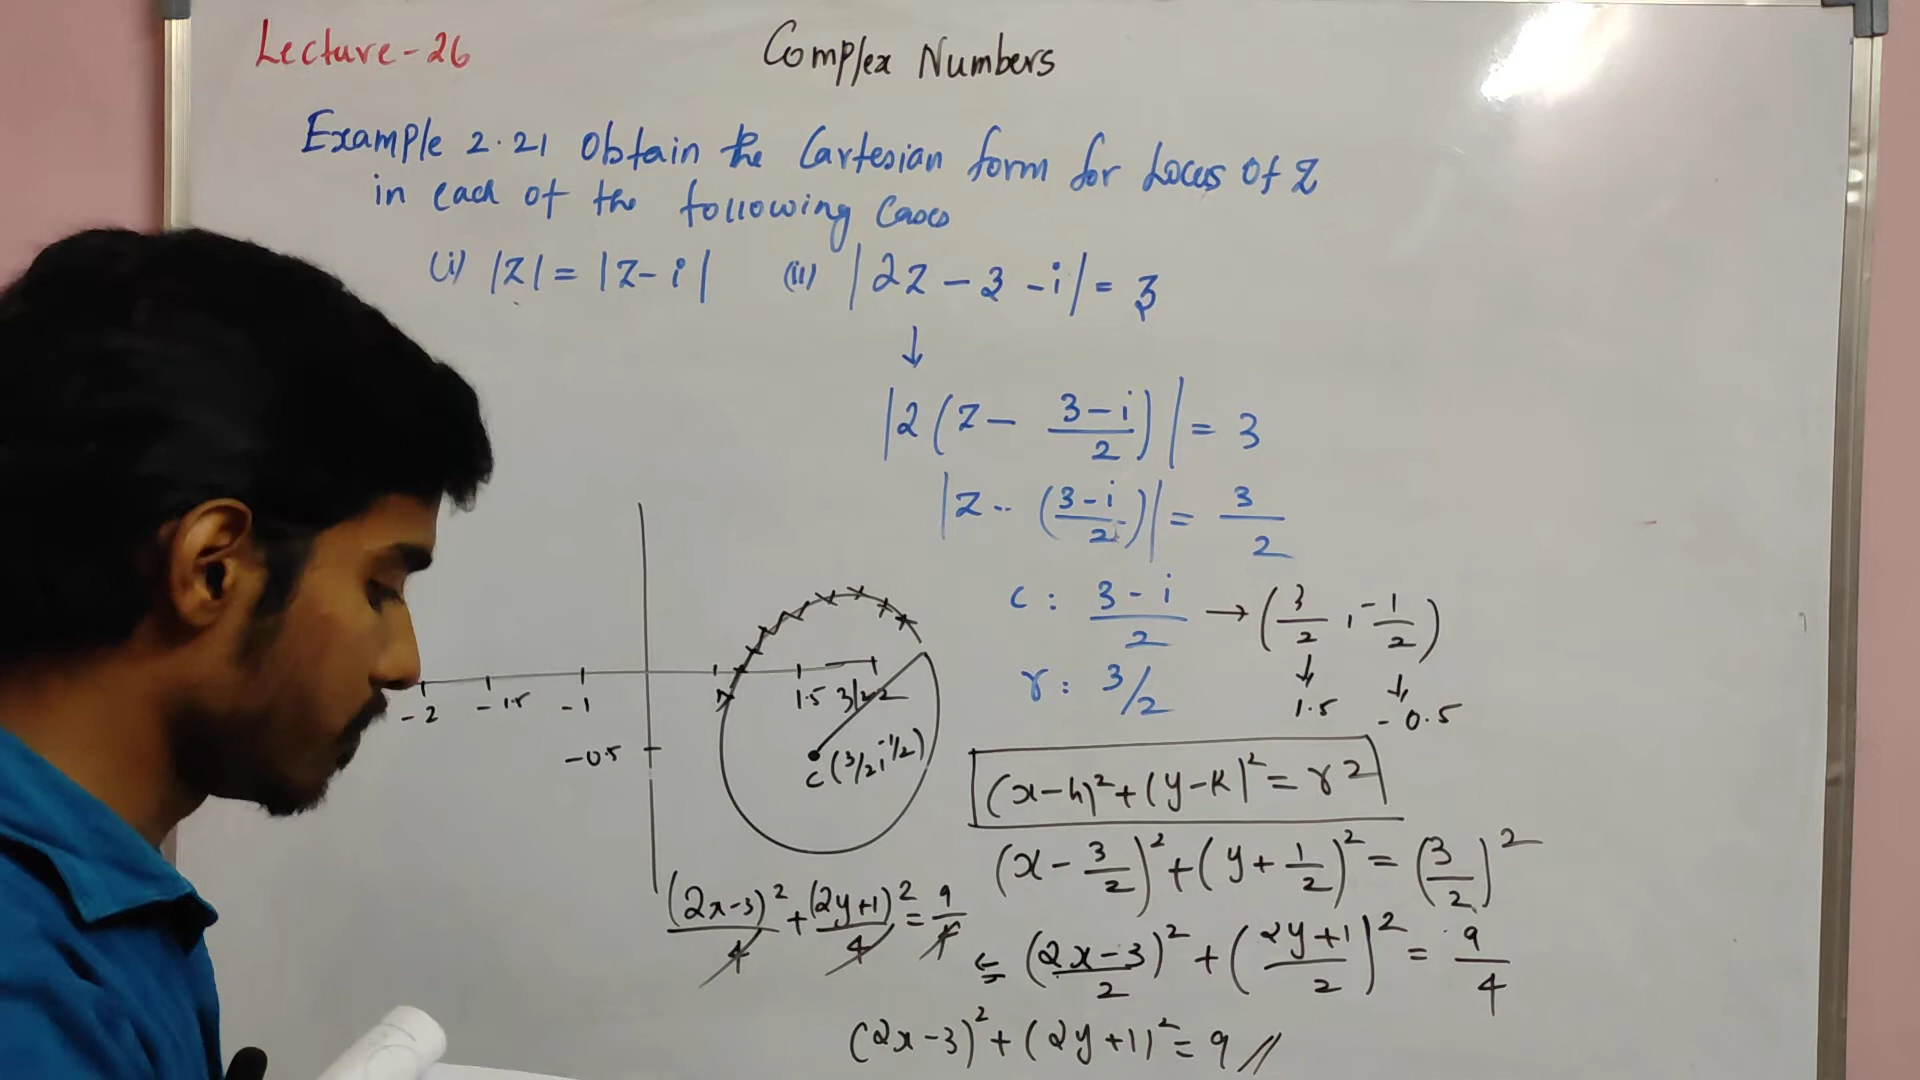 Lecture-26
Complex Numbers
Example 2.21 Obtain the Cartesian form for Locus Of Z
in each of the following Cases
(i) |Z| = |Z-i| (ii) |2Z - 3 - i| = 3
↓
|2(Z - (3-i)/2)| = 3
|Z - ((3-i)/2)| = 3/2
C: (3-i)/2 → (3/2, -1/2)
↓ ↓
1.5 -0.5
r: 3/2
-2 -1.5 -1 1.5 3/2 2
-0.5
C(3/2, -1/2)
(x-h)²+(y-k)² = r2
(x - 3/2)² + (y + 1/2)² = (3/2)²
⇐ ((2x-3)/2)² + ((2y+1)/2)² = 9/4
(2x-3)²/4 + (2y+1)²/4 = 9/4
(2x-3)² + (2y+1)² = 9 //